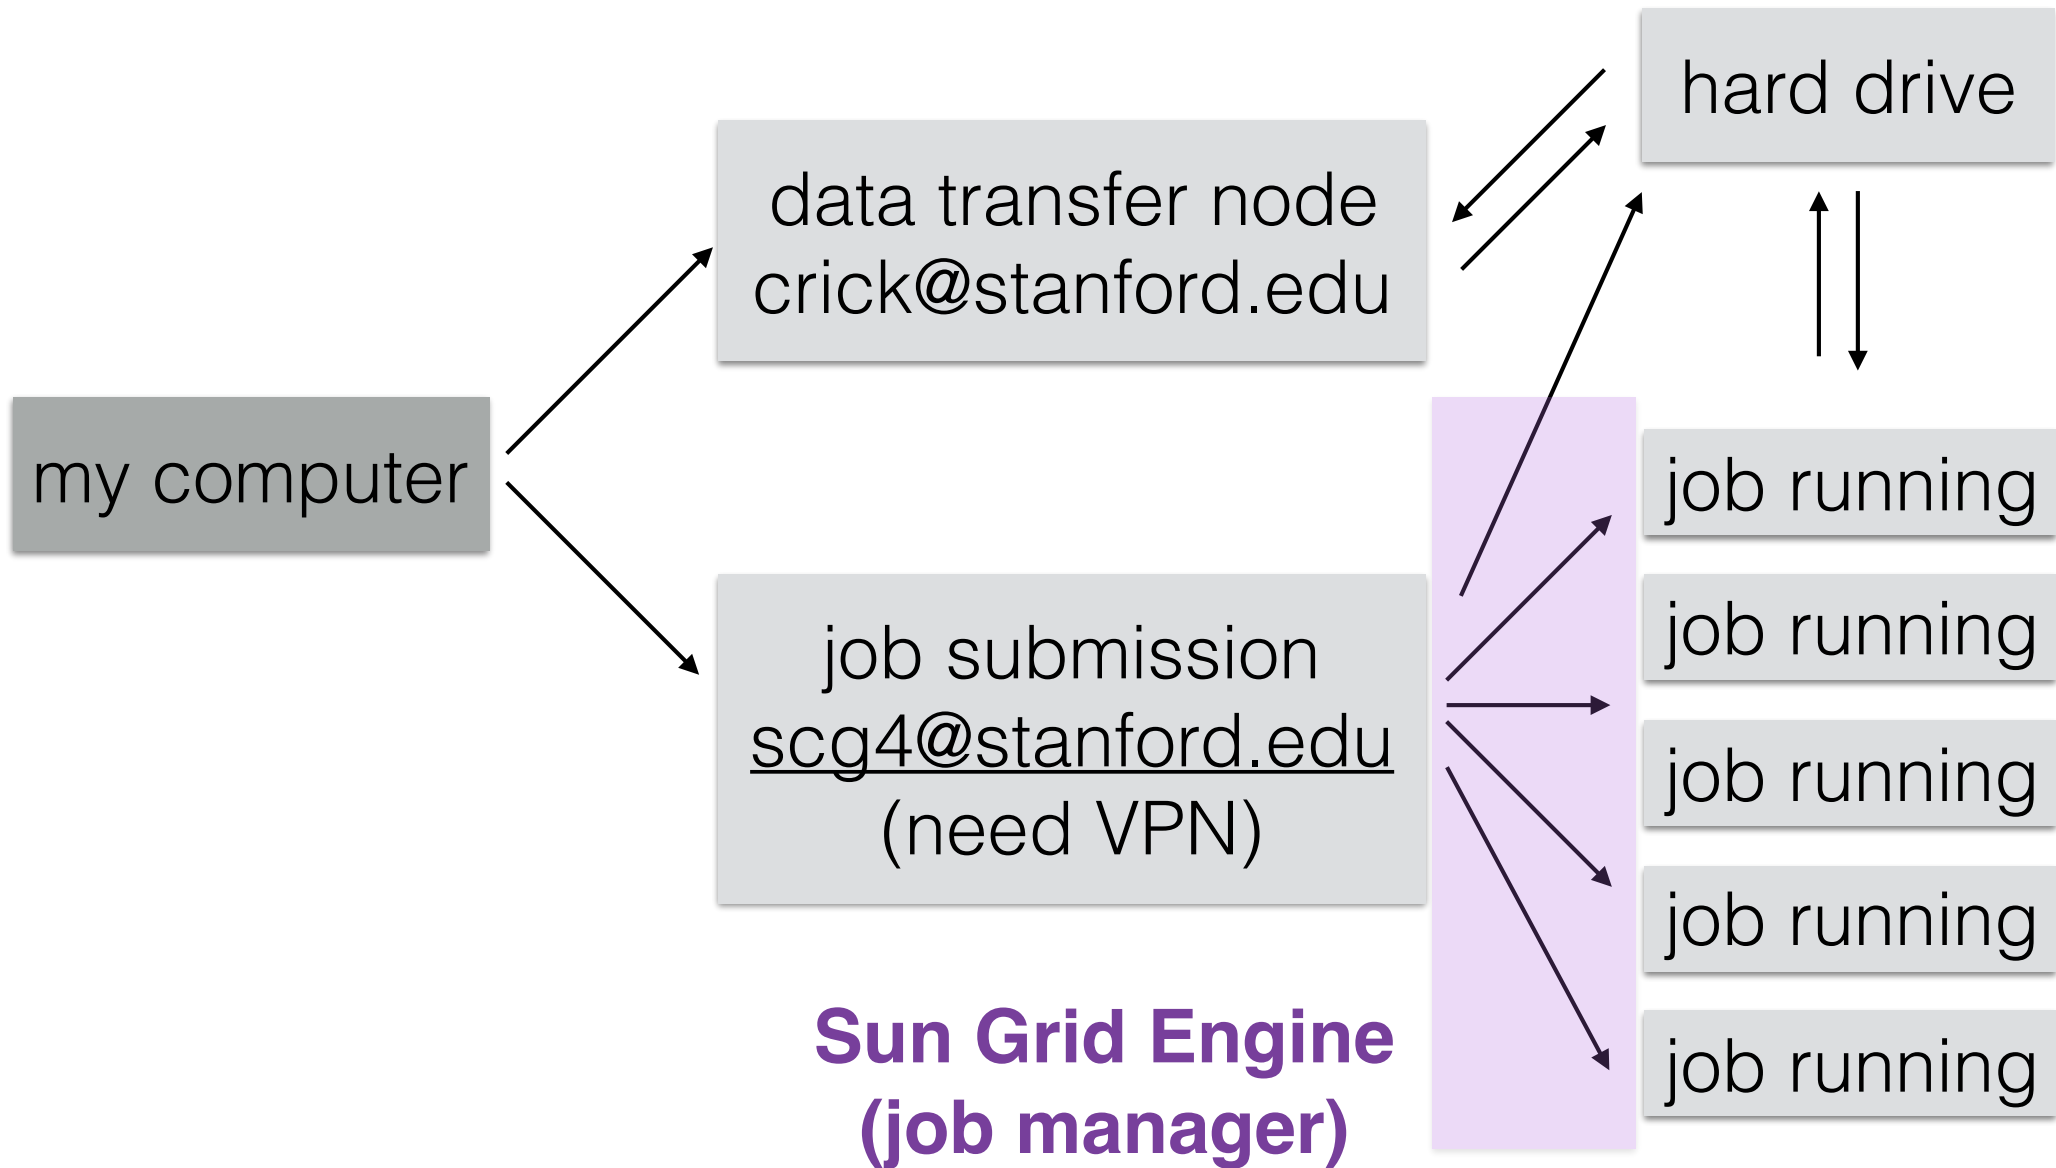 hard drive
data transfer node
crick@stanford.edu
my computer
job submission
scg4@stanford.edu
(need VPN)
job running
job running
job running
job running
job running
Sun Grid Engine
(job manager)